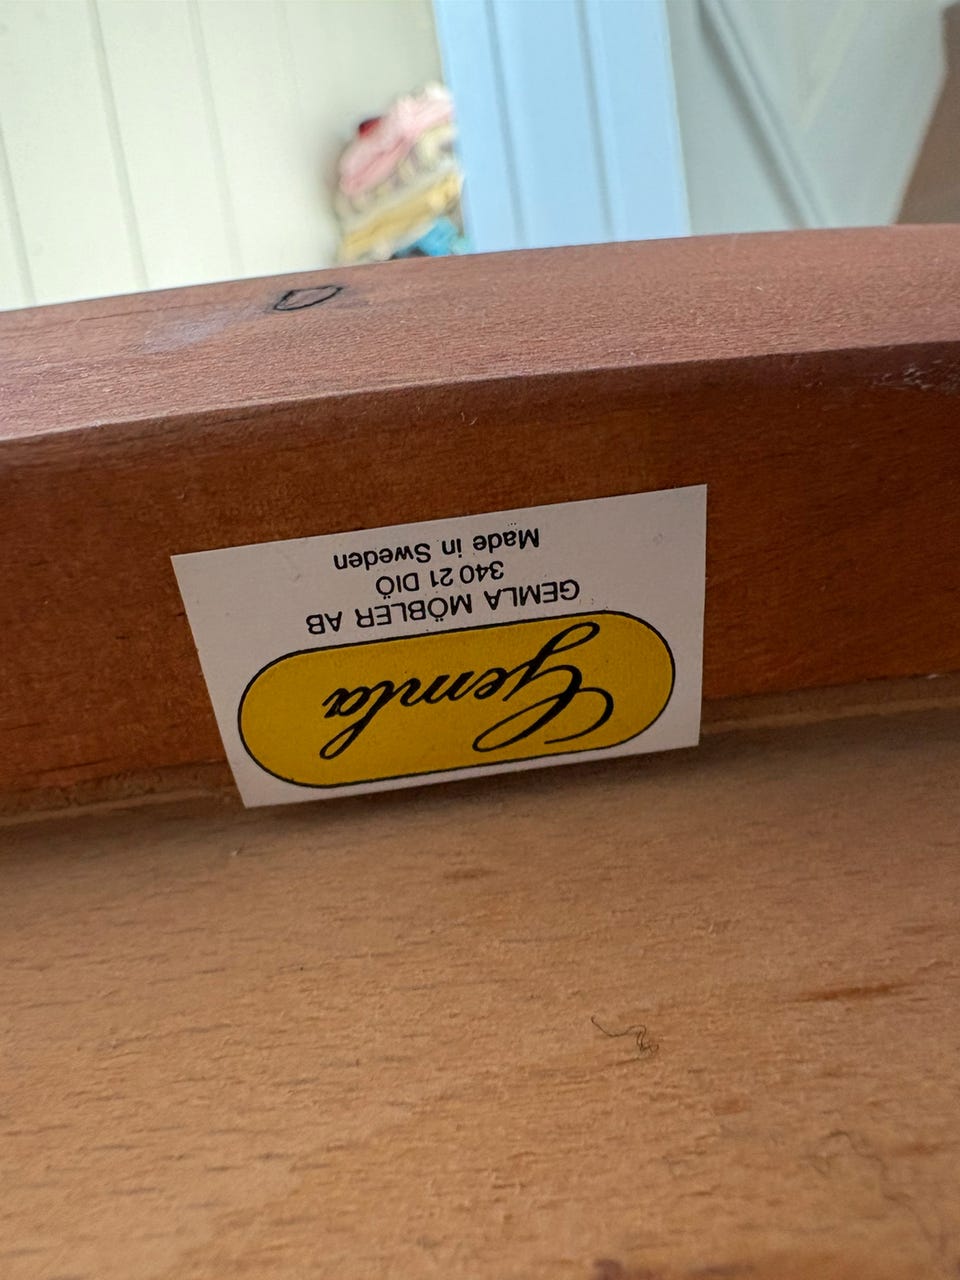 Gemla
GEMLA MÖBLER AB
340 21 DIÖ
Made in Sweden